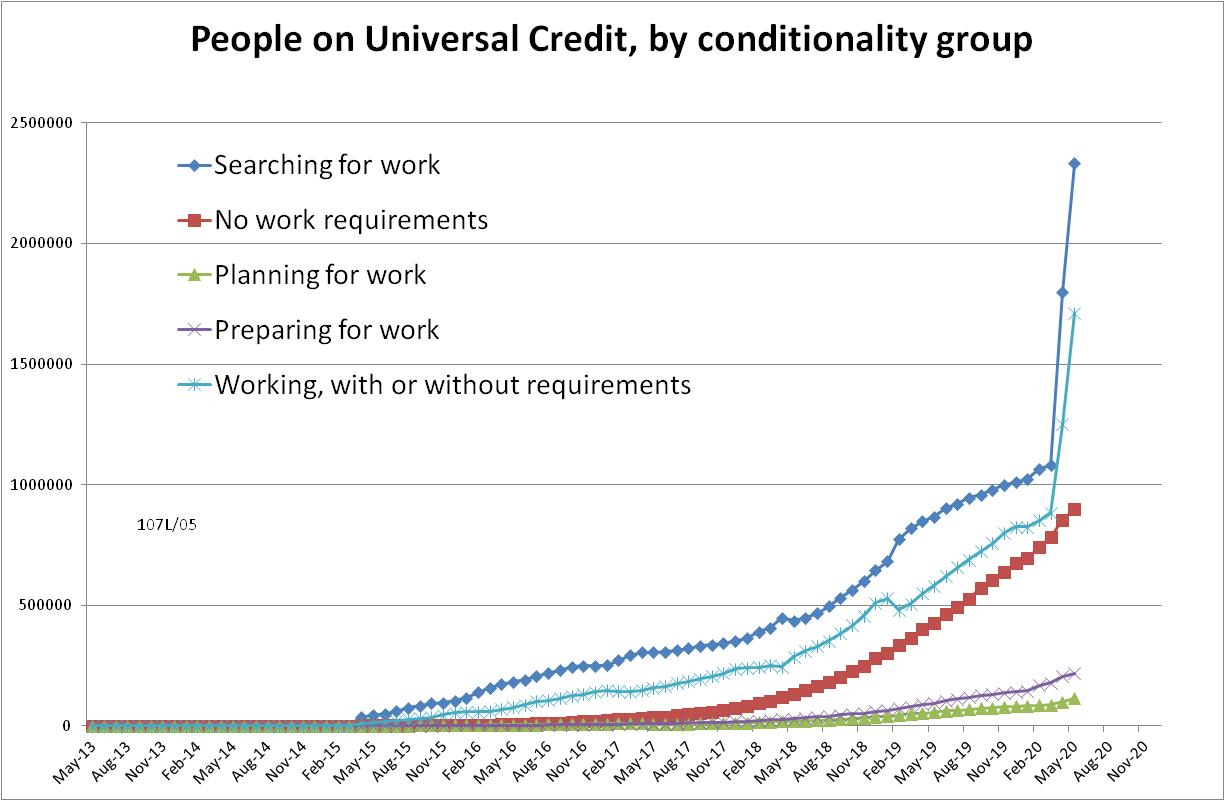 People on Universal Credit, by conditionality group
2500000
2000000
1500000
1000000
500000
0
Searching for work
No work requirements
Planning for work
Preparing for work
Working, with or without requirements
107L/05
May-13
Aug-13
Nov-13
Feb-14
May-14
Aug-14
Nov-14
Feb-15
May-15
Aug-15
Nov-15
Feb-16
May-16
Aug-16
Nov-16
Feb-17
May-17
Aug-17
Nov-17
Feb-18
May-18
Aug-18
Nov-18
Feb-19
May-19
Aug-19
Nov-19
Feb-20
May-20
Aug-20
Nov-20